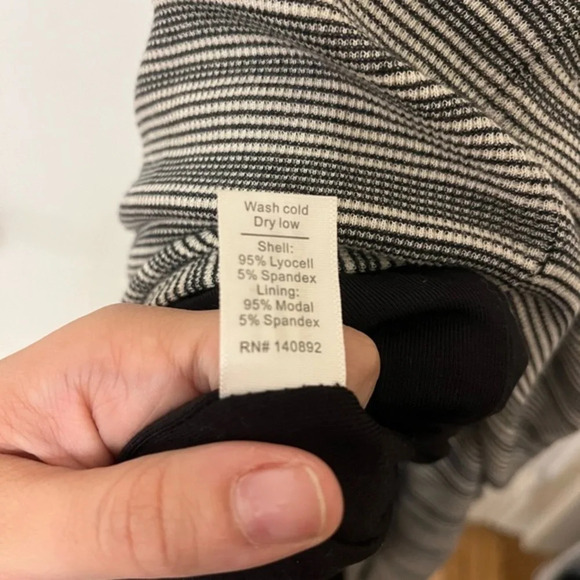 Wash cold
Dry low
Shell:
95% Lyocell
5% Spandex
Lining:
95% Modal
5% Spandex
RN# 140892